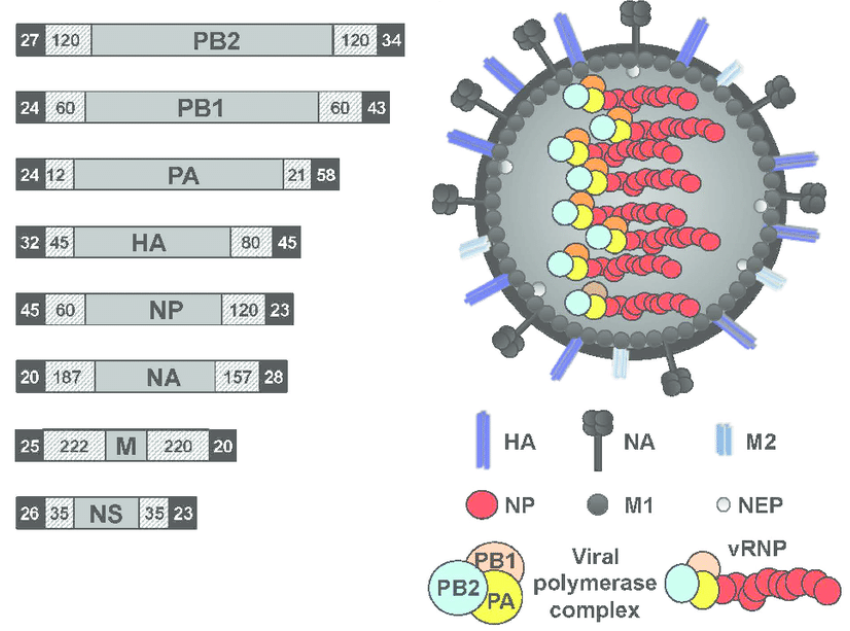 27 120 PB2 120 34
24 60 PB1 60 43
24 12 PA 21 58
32 45 HA 80 45
45 60 NP 120 23
20 187 NA 157 28
25 222 M 220 20
26 35 NS 35 23
HA NA M2
NP M1 NEP
PB1
PB2
PA
Viral
polymerase
complex
vRNP